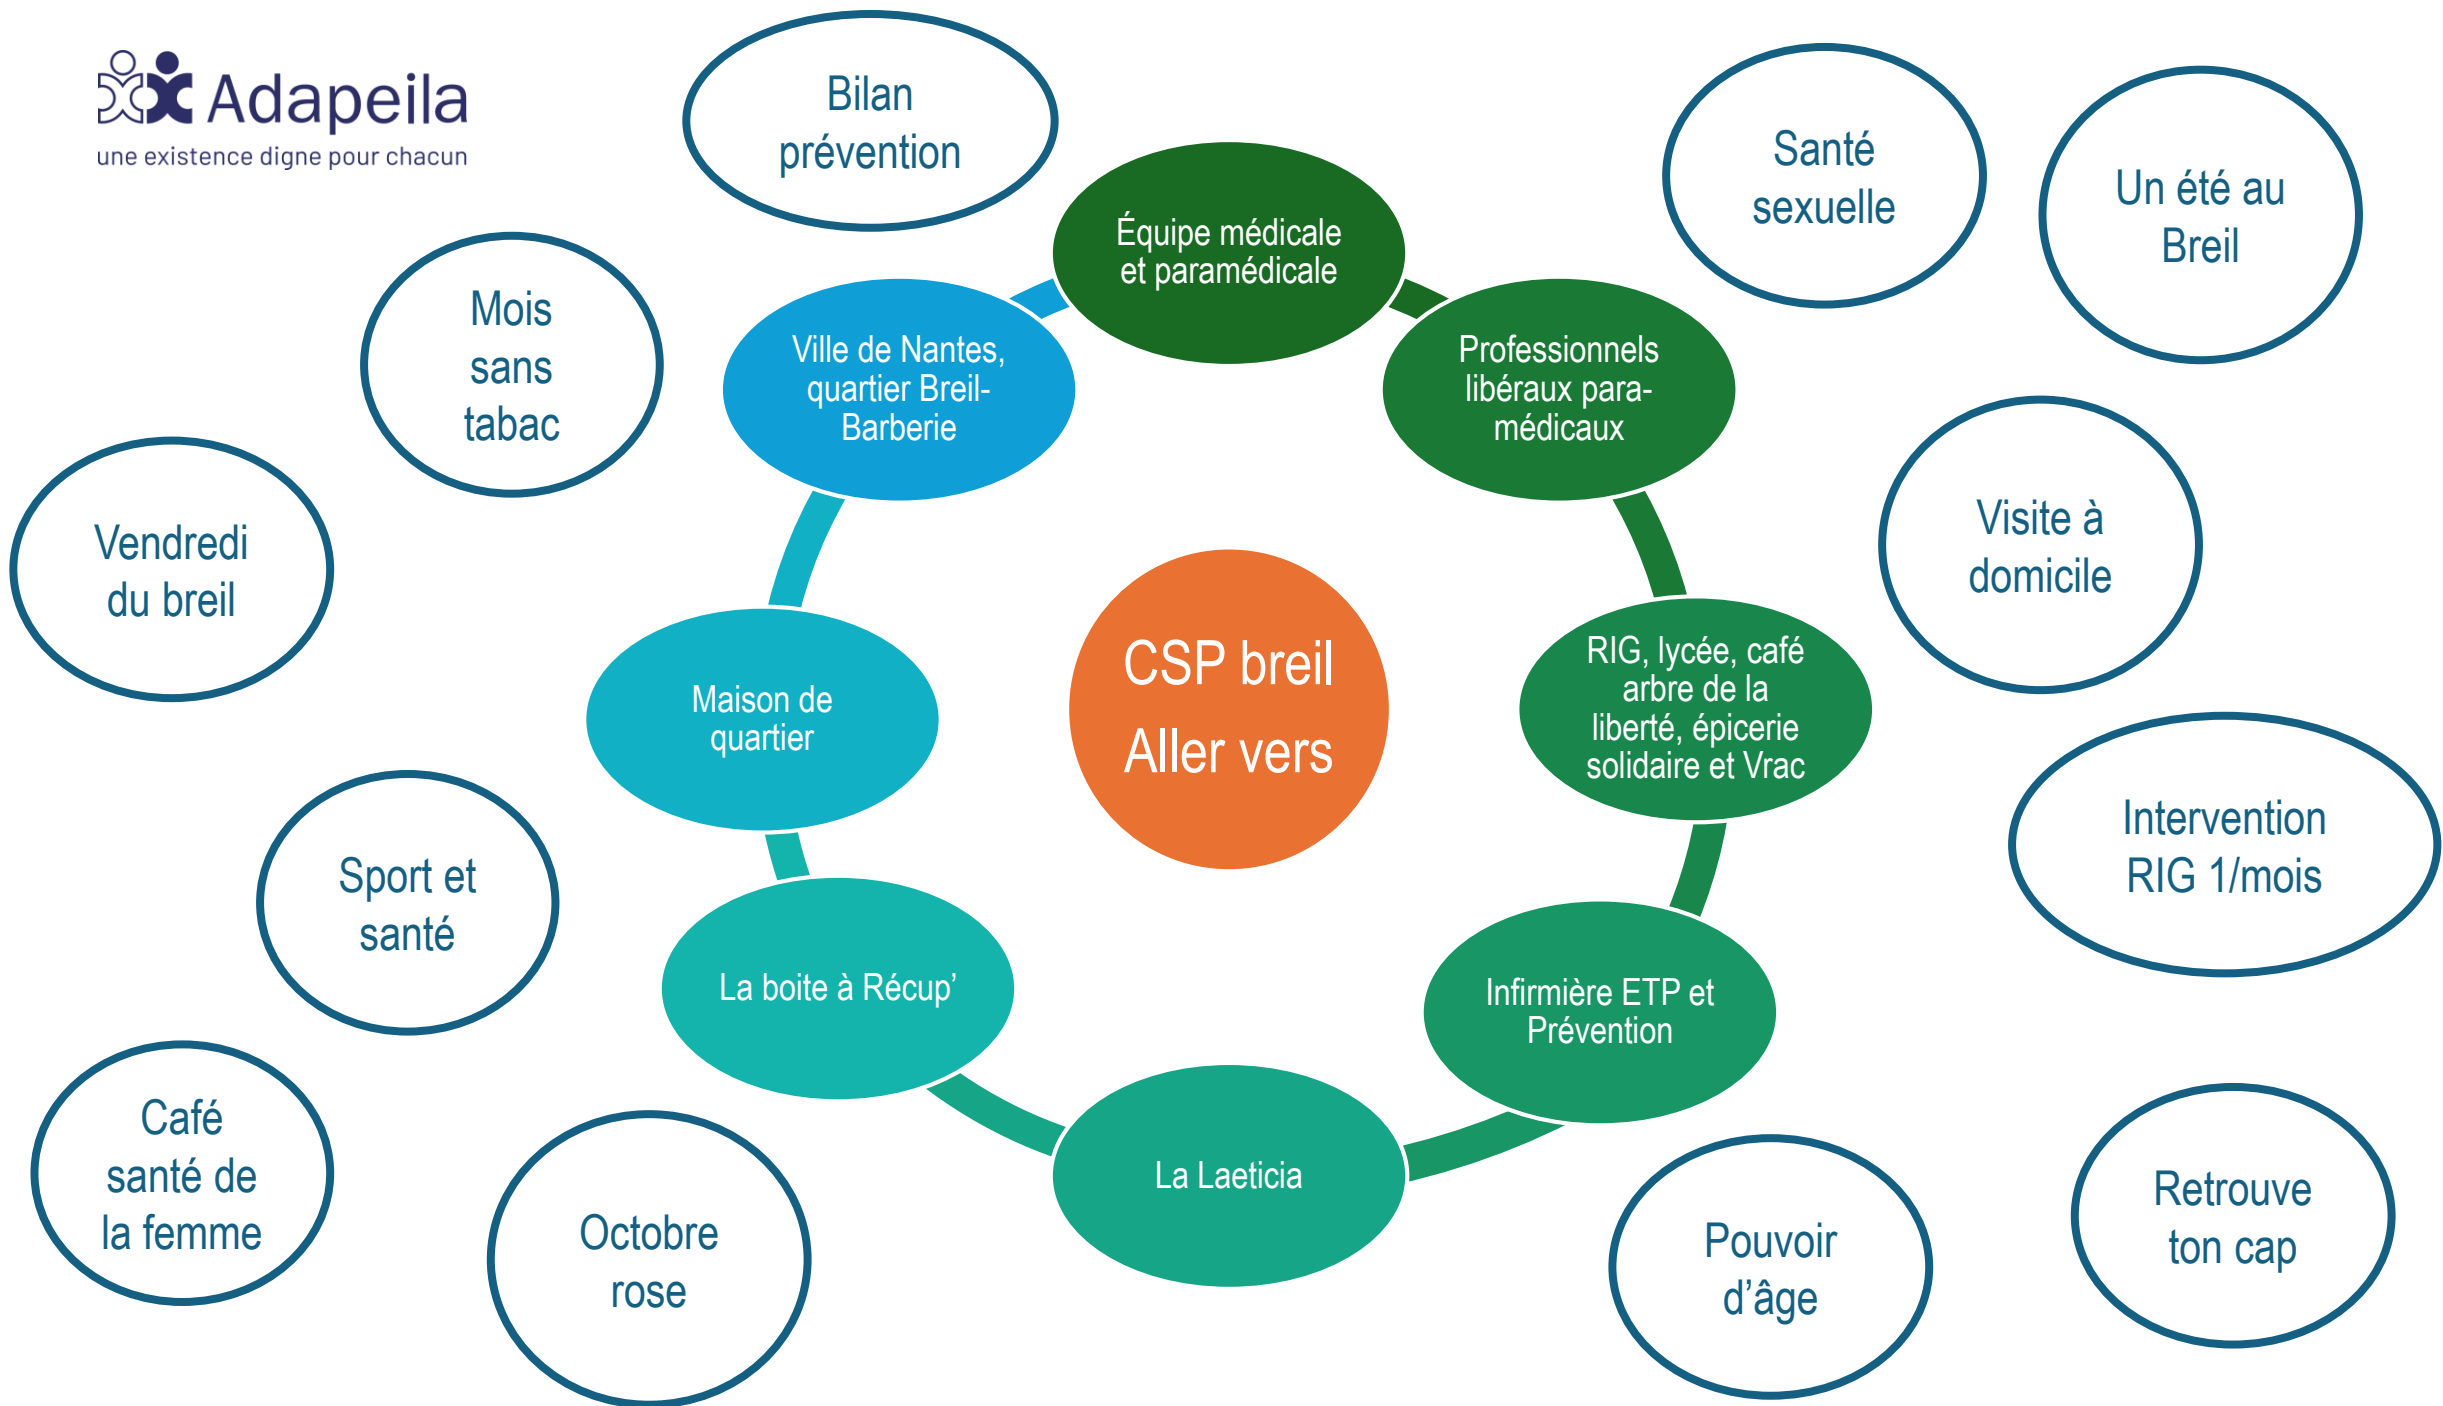 Adapeila
une existence digne pour chacun
Bilan
prévention
Santé
sexuelle
Un été au
Breil
Mois
sans
tabac
Équipe médicale
et paramédicale
Ville de Nantes,
quartier Breil-
Barberie
Professionnels
libéraux para-
médicaux
Vendredi
du breil
Visite à
domicile
Maison de
quartier
CSP breil
Aller vers
RIG, lycée, café
arbre de la
liberté, épicerie
solidaire et Vrac
Intervention
RIG 1/mois
Sport et
santé
La boite à Récup’
Infirmière ETP et
Prévention
Café
santé de
la femme
Octobre
rose
La Laeticia
Pouvoir
d’âge
Retrouve
ton cap